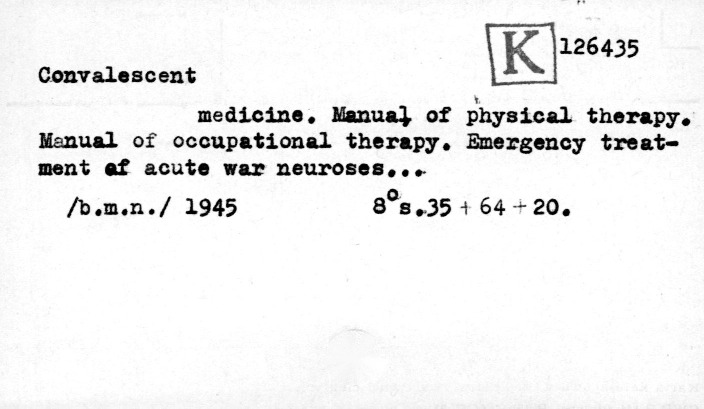 K 126435
Convalescent
medicine. Manual of physical therapy.
Manual of occupational therapy. Emergency treat-
ment of acute war neuroses...
/b.m.n./ 1945 8° s.35 + 64 + 20.